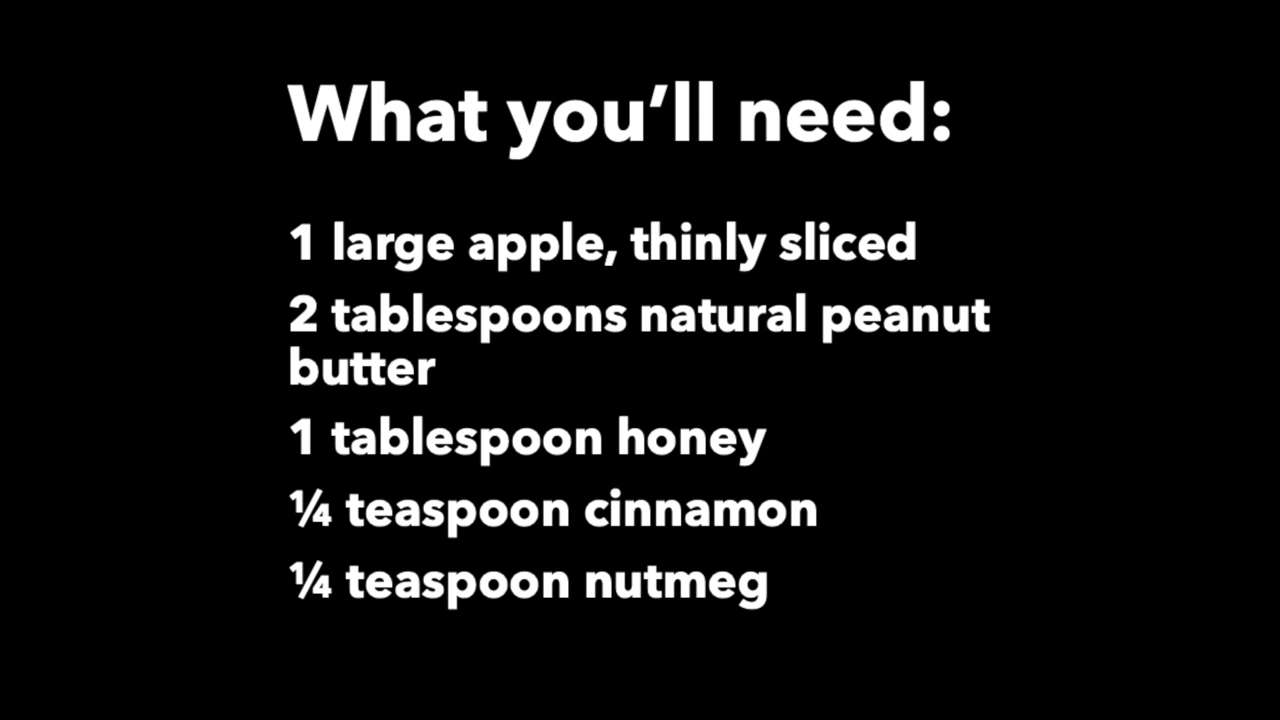 What you’ll need:
1 large apple, thinly sliced
2 tablespoons natural peanut
butter
1 tablespoon honey
¼ teaspoon cinnamon
¼ teaspoon nutmeg